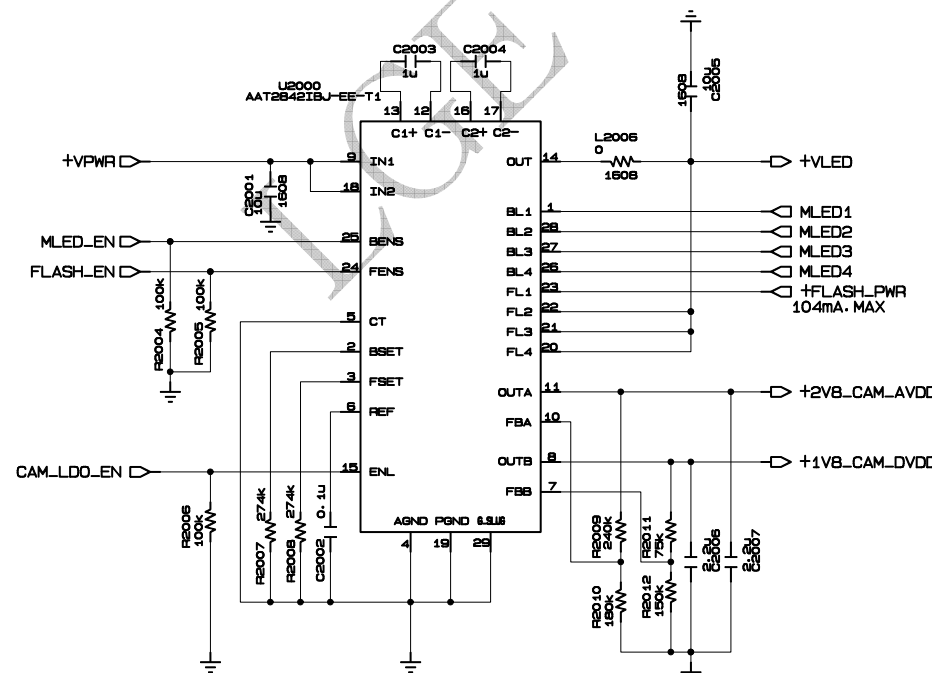 LGE
C2003
1u
C2004
1u
U2000
AAT2842IBJ-EE-T1
13
12
16
17
C1+
C1-
C2+
C2-
1608
10u
C2005
L2006
0
1608
+VPWR
9
IN1
18
IN2
C2001
10u
1608
OUT
14
+VLED
MLED_EN
25
BENS
FLASH_EN
24
FENS
BL1
1
MLED1
BL2
28
MLED2
BL3
27
MLED3
BL4
26
MLED4
FL1
23
+FLASH_PWR
104mA.MAX
FL2
22
FL3
21
FL4
20
R2004
100k
R2005
100k
5
CT
2
BSET
3
FSET
6
REF
OUTA
11
+2V8_CAM_AVDD
FBA
10
OUTB
8
+1V8_CAM_DVDD
FBB
7
CAM_LDO_EN
15
ENL
R2006
100k
R2007
274k
R2008
274k
C2002
0.1u
AGND
PGND
G.SLUG
4
19
29
R2009
240k
R2011
75k
R2010
180k
R2012
150k
2.2u
C2006
2.2u
C2007